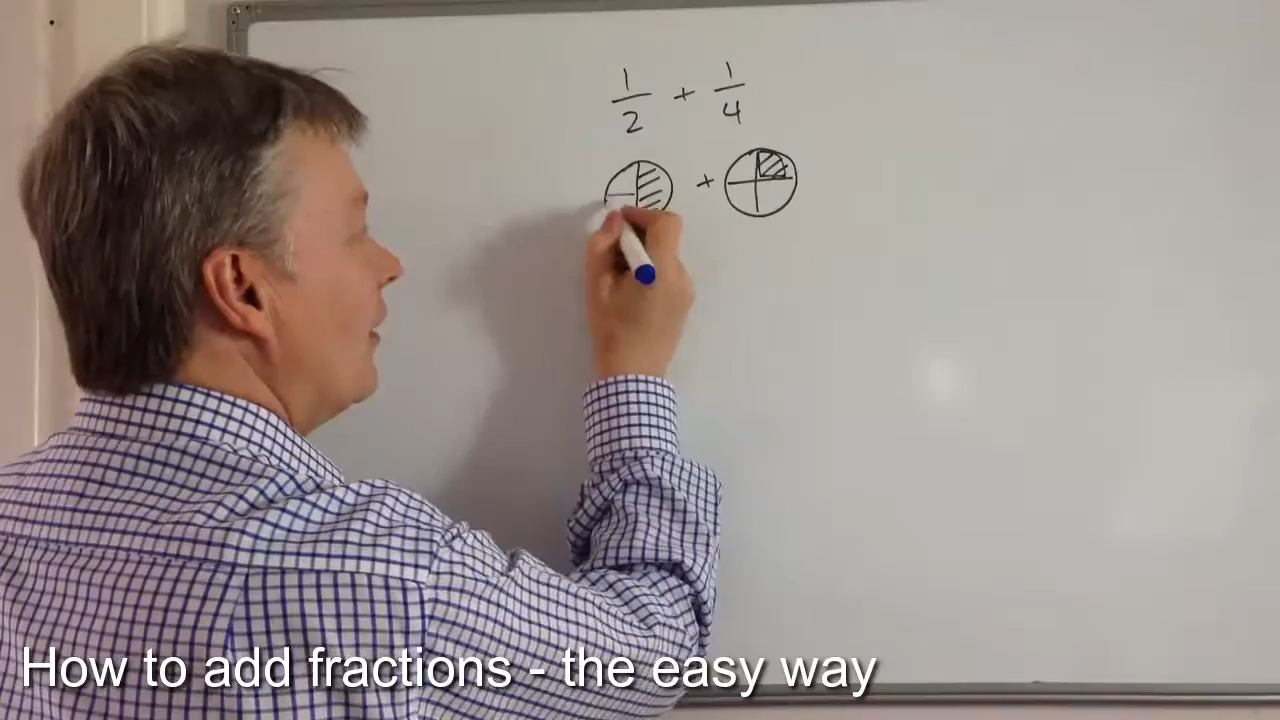 1/2 + 1/4
+
How to add fractions - the easy way